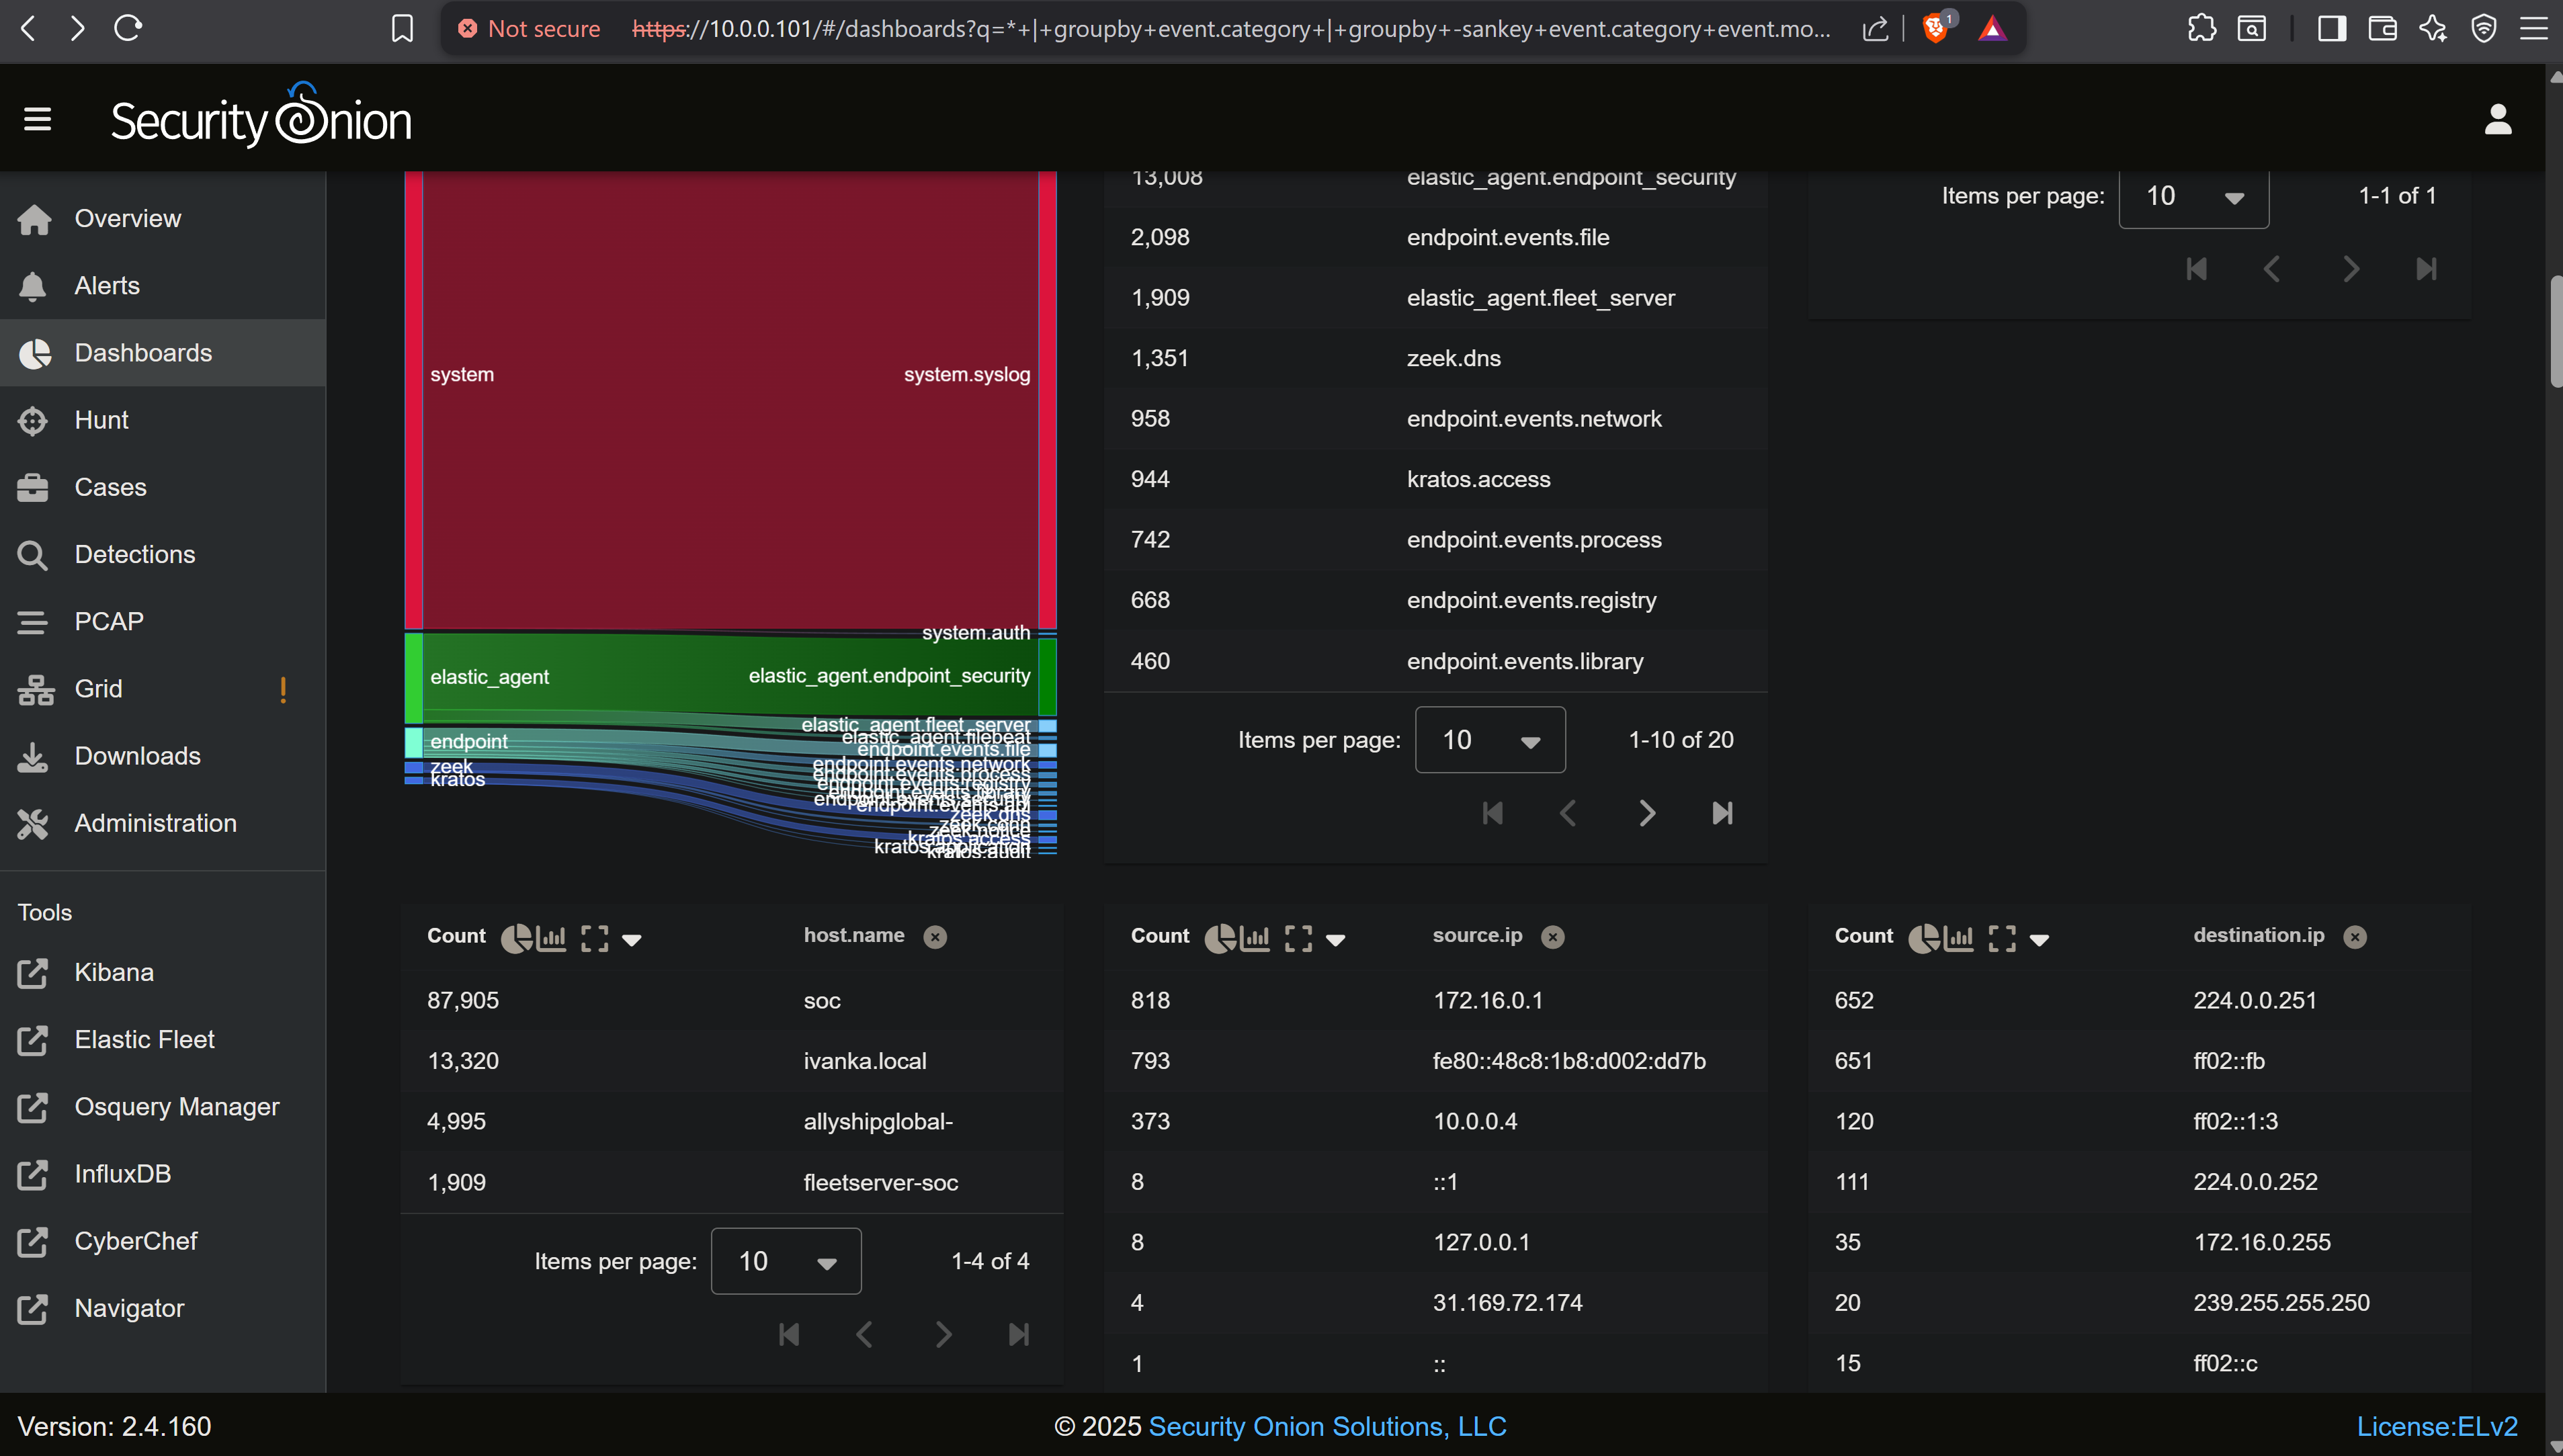 Not secure https://10.0.0.101/#/dashboards?q=*+|+groupby+event.category+|+groupby+-sankey+event.category+event.mo... 1
Security Onion
Overview
Alerts
Dashboards
Hunt
Cases
Detections
PCAP
Grid !
Downloads
Administration
Tools
Kibana
Elastic Fleet
Osquery Manager
InfluxDB
CyberChef
Navigator
system system.syslog
system.auth
elastic_agent elastic_agent.endpoint_security
elastic_agent.fleet_server
elastic_agent.filebeat
endpoint endpoint.events.file
zeek endpoint.events.network
endpoint.events.process
kratos endpoint.events.registry
endpoint.events.library
endpoint.events.security
endpoint.events.api
zeek.dns
zeek.conn
zeek.notice
kratos.access
kratos.application
kratos.audit
13,008 elastic_agent.endpoint_security
2,098 endpoint.events.file
1,909 elastic_agent.fleet_server
1,351 zeek.dns
958 endpoint.events.network
944 kratos.access
742 endpoint.events.process
668 endpoint.events.registry
460 endpoint.events.library
Items per page: 10 1-10 of 20
Items per page: 10 1-1 of 1
Count host.name
87,905 soc
13,320 ivanka.local
4,995 allyshipglobal-
1,909 fleetserver-soc
Items per page: 10 1-4 of 4
Count source.ip
818 172.16.0.1
793 fe80::48c8:1b8:d002:dd7b
373 10.0.0.4
8 ::1
8 127.0.0.1
4 31.169.72.174
1 ::
Count destination.ip
652 224.0.0.251
651 ff02::fb
120 ff02::1:3
111 224.0.0.252
35 172.16.0.255
20 239.255.255.250
15 ff02::c
Version: 2.4.160
© 2025 Security Onion Solutions, LLC
License:ELv2